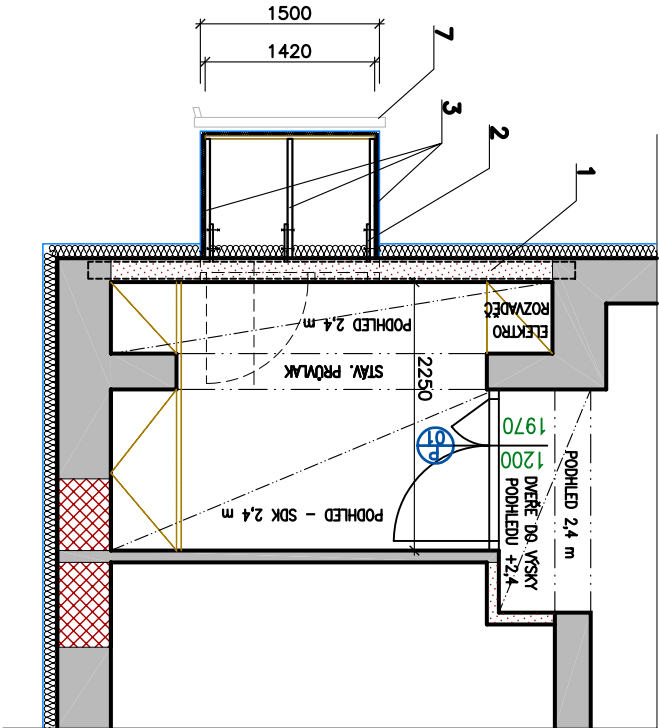 1500
1420
7
3
2
1
PODHLED 2,4 m
ELEKTRO
ROZVADĚČ
STÁV. PRŮVLAK
2250
P
01
1970
1200
PODHLED 2,4 m
DVEŘE DO VÝŠKY
PODHLEDU +2,4
PODHLED – SDK 2,4 m